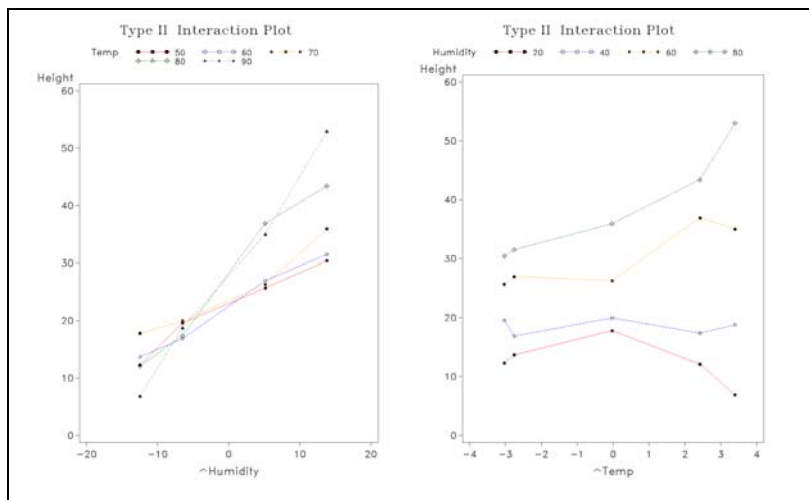 Type II Interaction Plot
Temp 50 60 70
80 90
Height
60
50
40
30
20
10
0
-20 -10 0 10 20
^Humidity
Type II Interaction Plot
Humidity 20 40 60 80
Height
60
50
40
30
20
10
0
-4 -3 -2 -1 0 1 2 3 4
^Temp